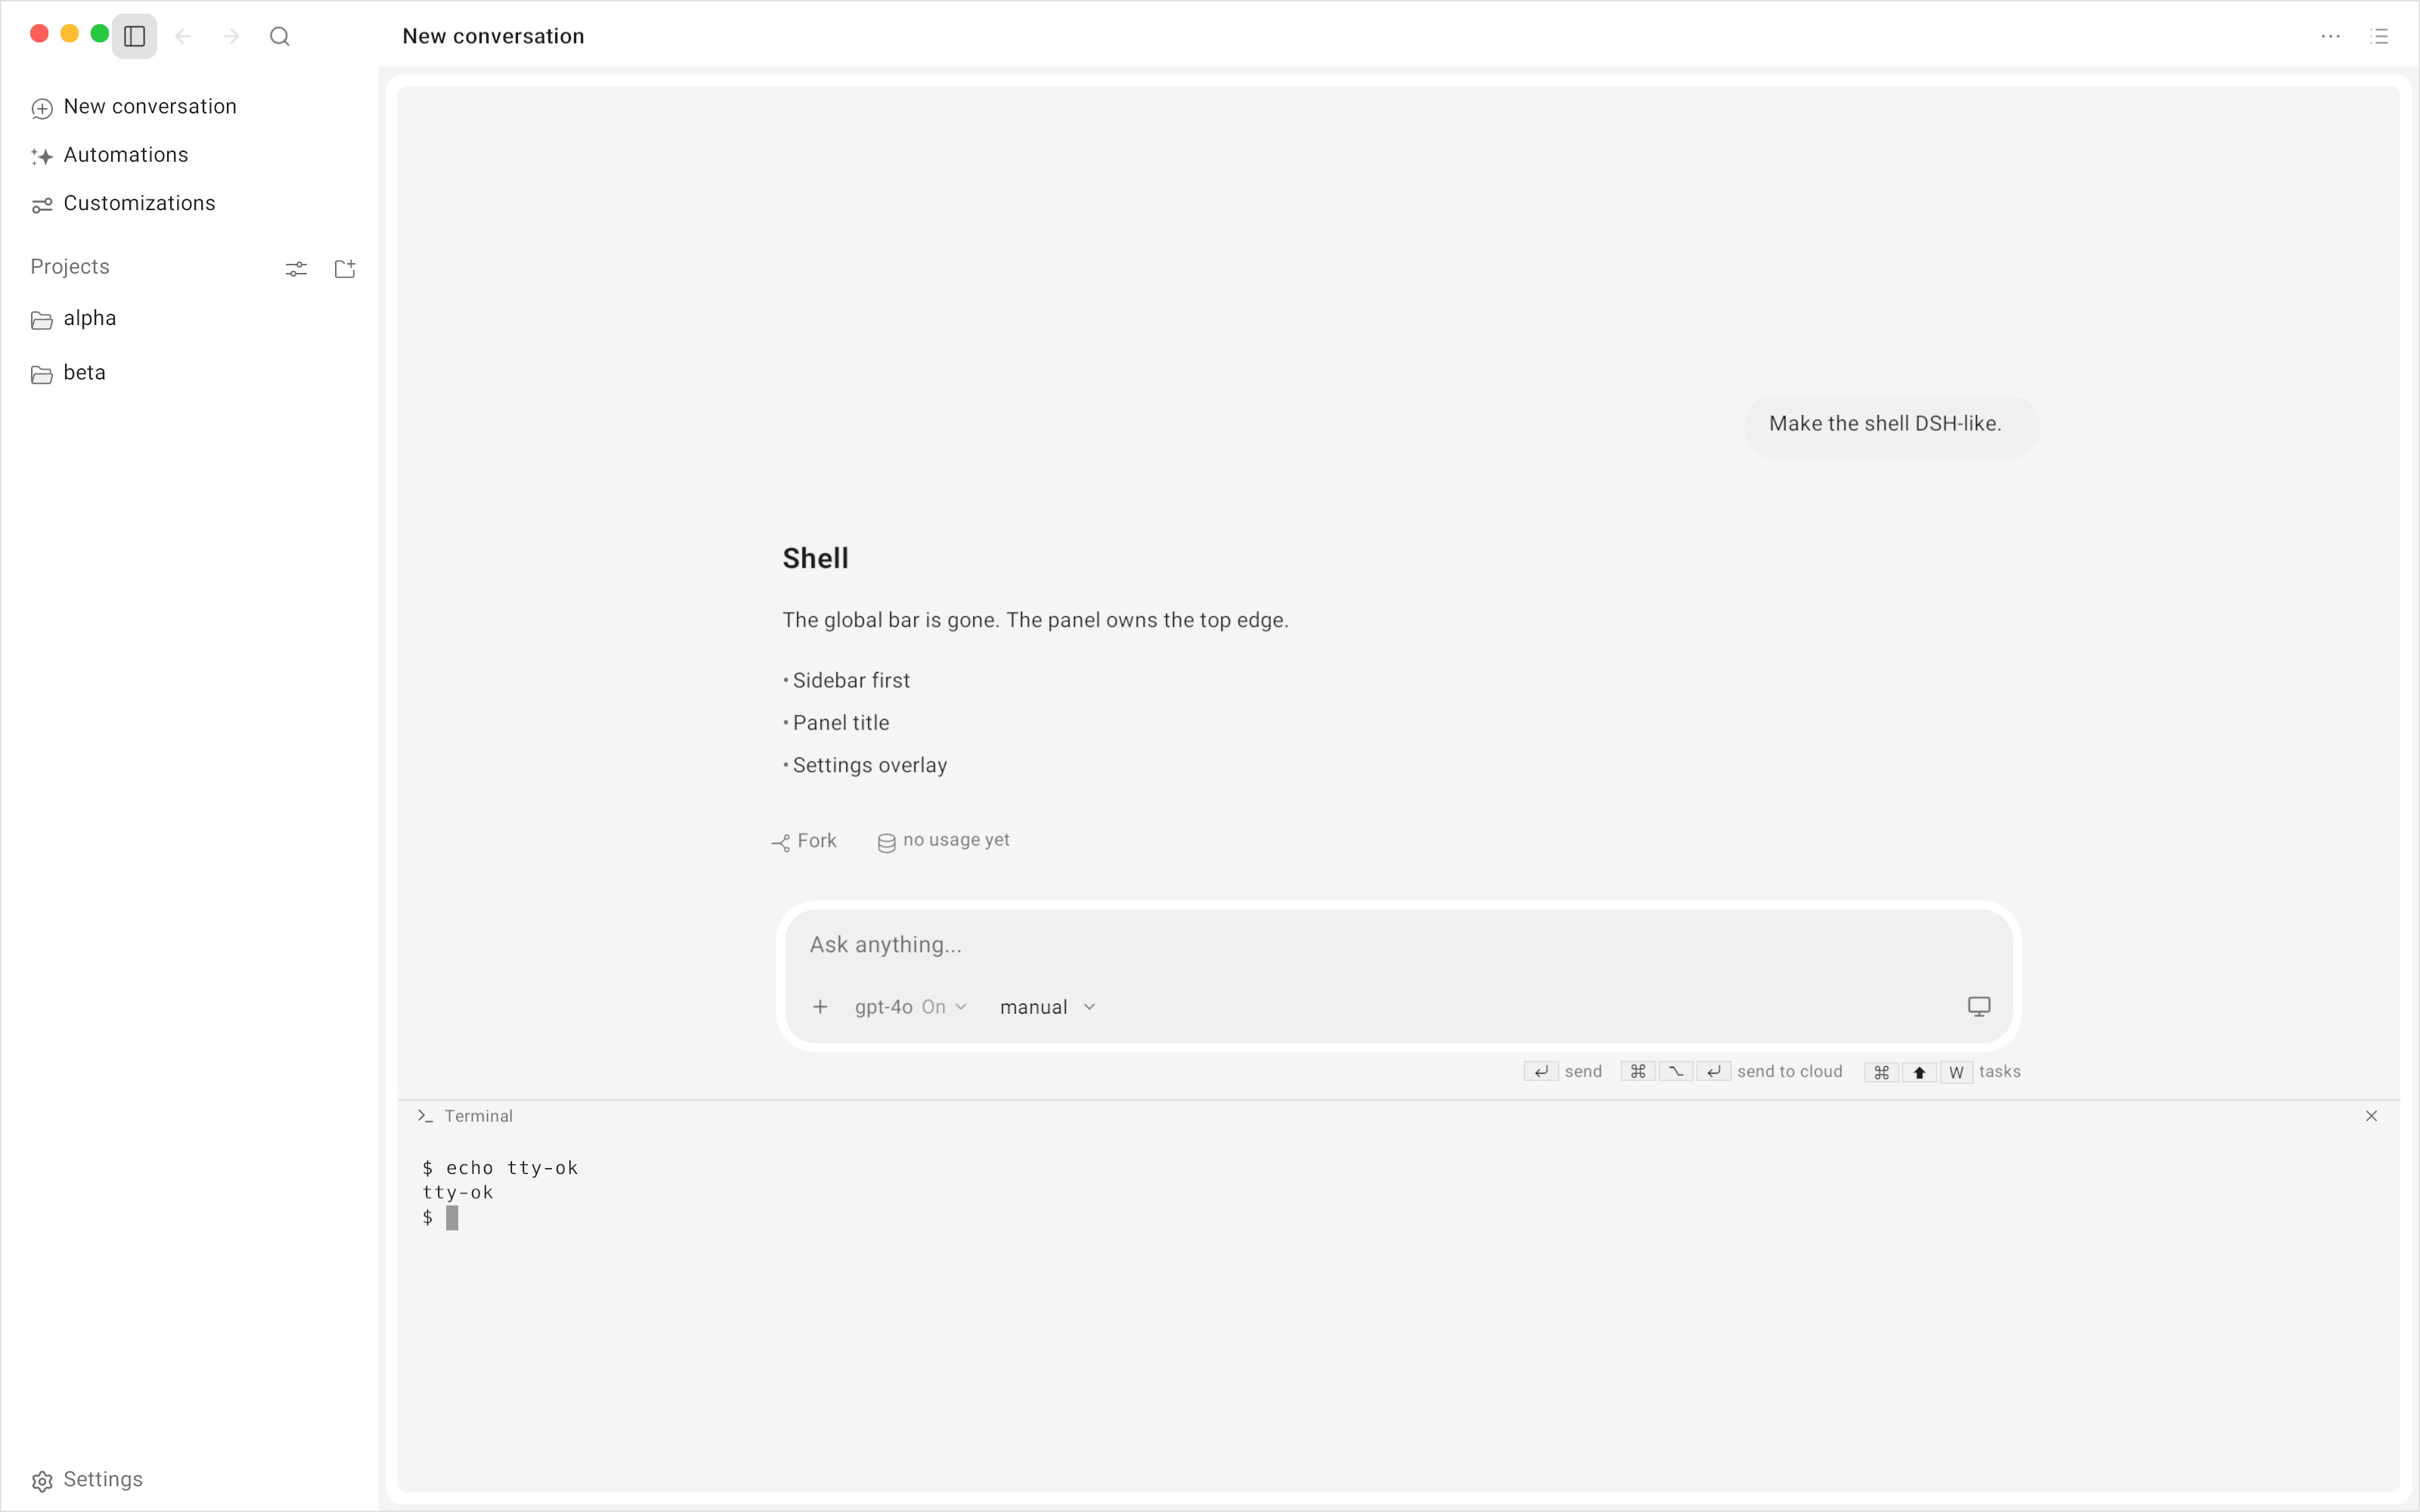 New conversation
New conversation
Automations
Customizations
Projects
alpha
beta
Settings
Make the shell DSH-like.
Shell
The global bar is gone. The panel owns the top edge.
• Sidebar first
• Panel title
• Settings overlay
Fork no usage yet
Ask anything...
+ gpt-4o On manual
↵ send ⌘ ⌥ ↵ send to cloud ⌘ ⬆ W tasks
>_ Terminal
$ echo tty-ok
tty-ok
$